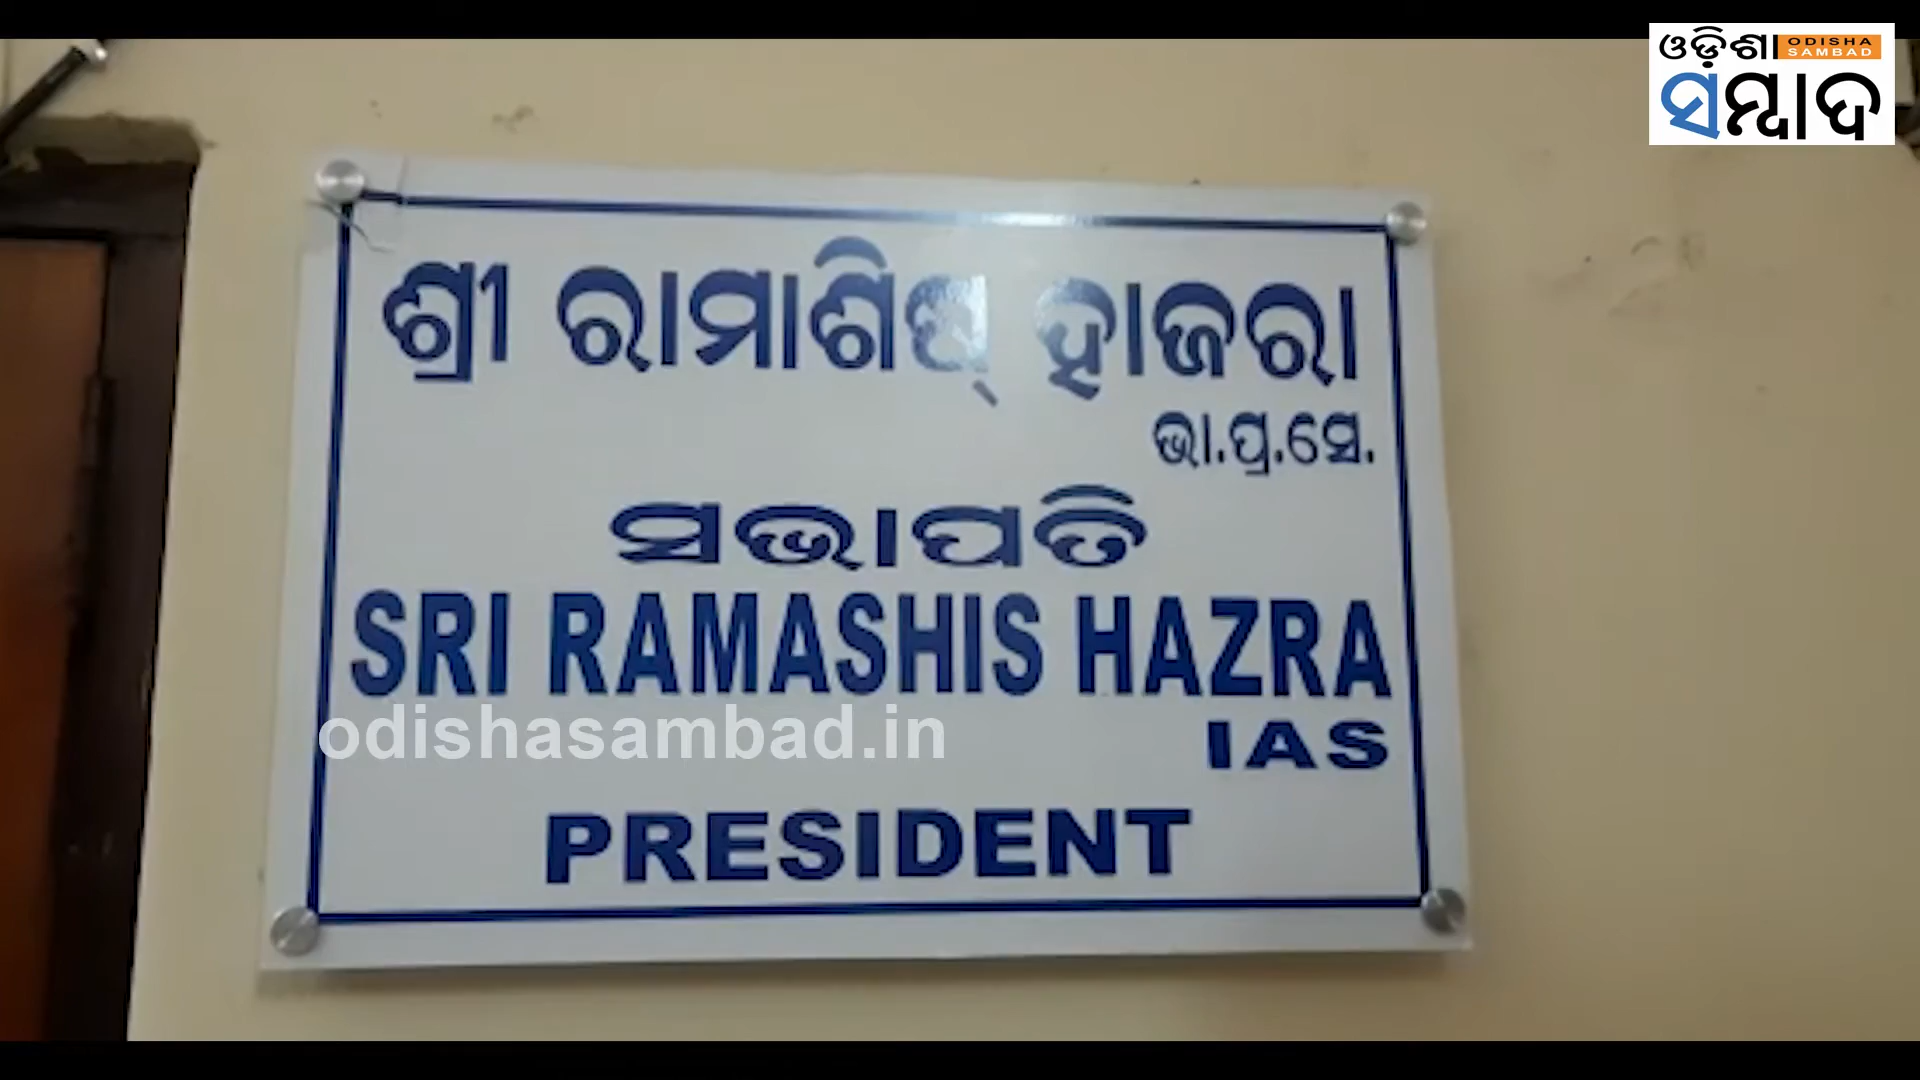 ଓଡ଼ିଶା ODISHA SAMBAD
ସମ୍ବାଦ
ଶ୍ରୀ ରାମାଶିଷ୍ ହାଜରା
ଭା.ପ୍ର.ସେ.
ସଭାପତି
SRI RAMASHIS HAZRA
odishasambad.in
IAS
PRESIDENT